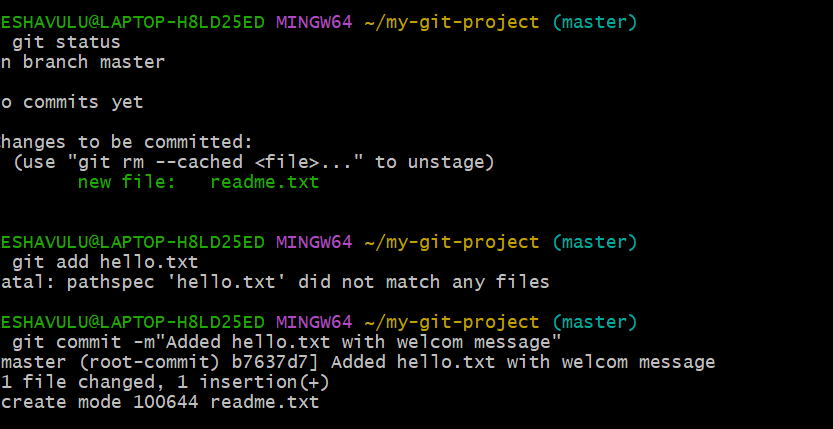 ESHAVULU@LAPTOP-H8LD25ED MINGW64 ~/my-git-project (master)
git status
n branch master
o commits yet
hanges to be committed:
(use "git rm --cached <file>..." to unstage)
new file:   readme.txt
ESHAVULU@LAPTOP-H8LD25ED MINGW64 ~/my-git-project (master)
git add hello.txt
atal: pathspec 'hello.txt' did not match any files
ESHAVULU@LAPTOP-H8LD25ED MINGW64 ~/my-git-project (master)
git commit -m"Added hello.txt with welcom message"
master (root-commit) b7637d7] Added hello.txt with welcom message
1 file changed, 1 insertion(+)
create mode 100644 readme.txt